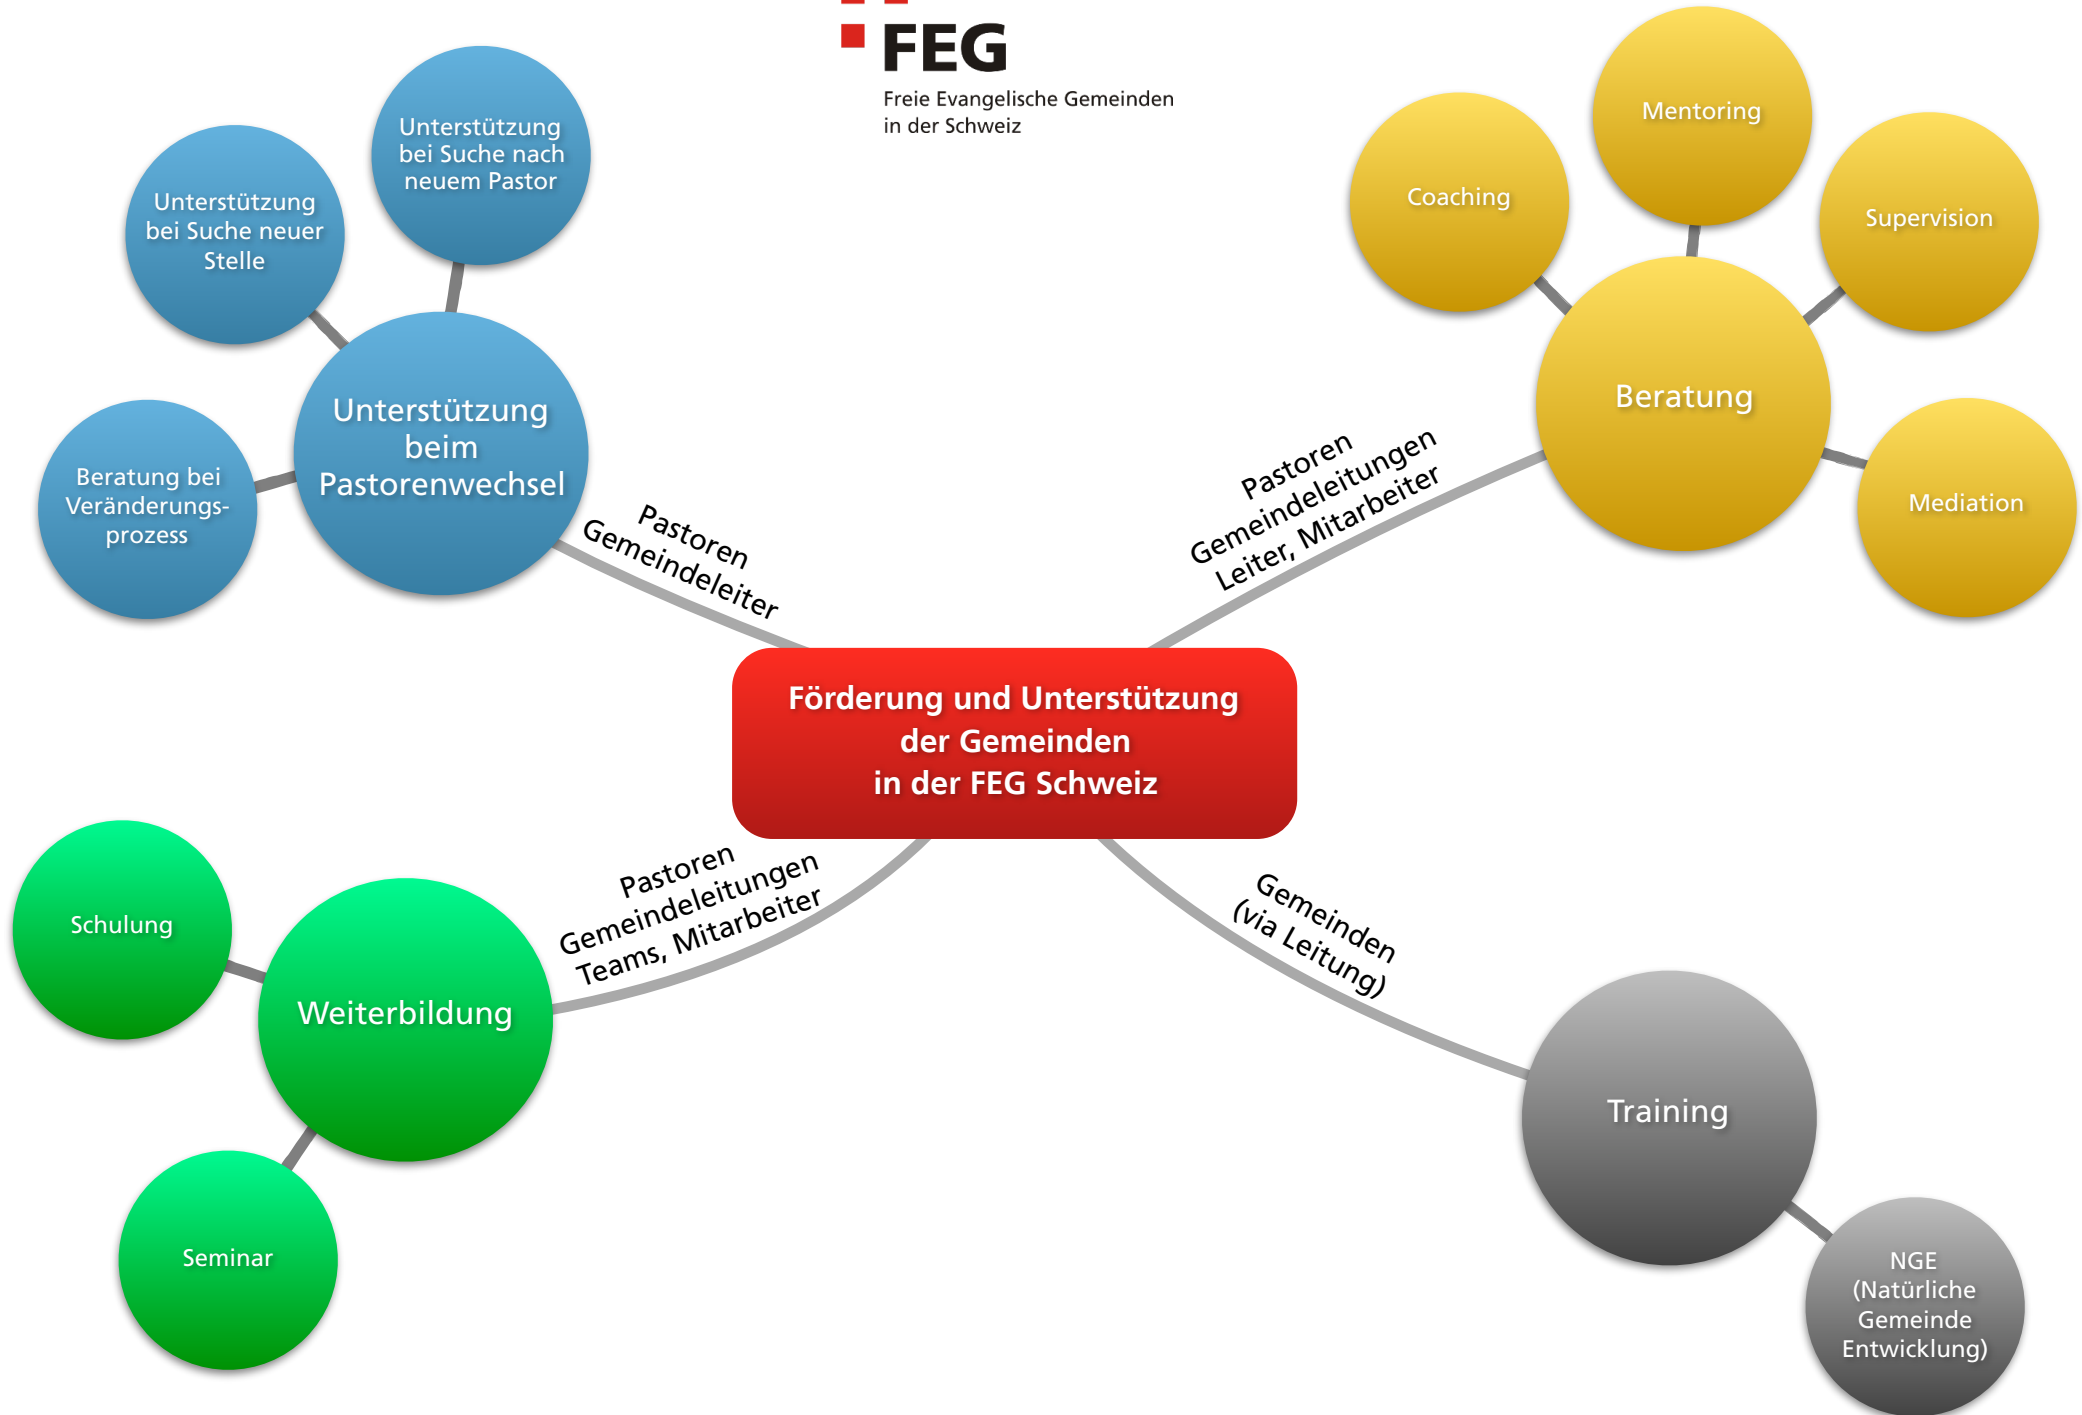 FEG
Freie Evangelische Gemeinden
in der Schweiz
Unterstützung
bei Suche nach
neuem Pastor
Unterstützung
bei Suche neuer
Stelle
Beratung bei
Veränderungs-
prozess
Unterstützung
beim
Pastorenwechsel
Pastoren
Gemeindeleiter
Coaching
Mentoring
Supervision
Mediation
Beratung
Pastoren
Gemeindeleitungen
Leiter, Mitarbeiter
Förderung und Unterstützung
der Gemeinden
in der FEG Schweiz
Schulung
Weiterbildung
Seminar
Pastoren
Gemeindeleitungen
Teams, Mitarbeiter
Gemeinden
(via Leitung)
Training
NGE
(Natürliche
Gemeinde
Entwicklung)